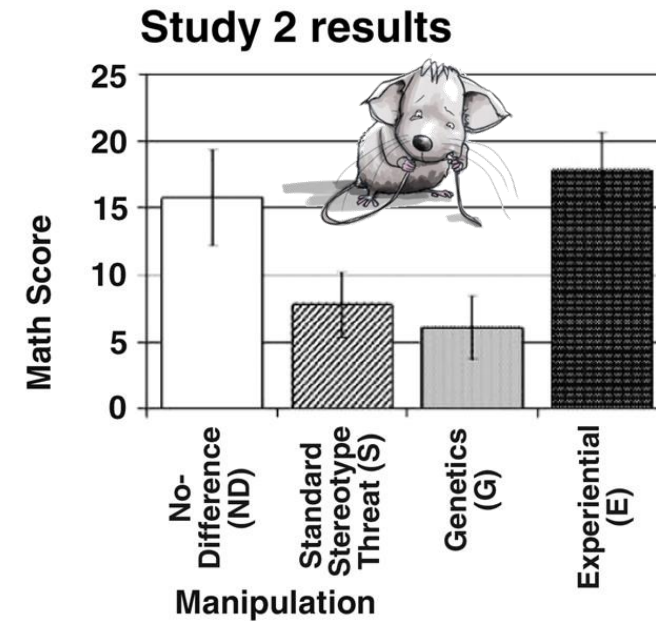 Study 2 results
25
20
15
10
5
0
Math Score
No-
Difference
(ND)
Standard
Stereotype
Threat (S)
Genetics
(G)
Experiential
(E)
Manipulation